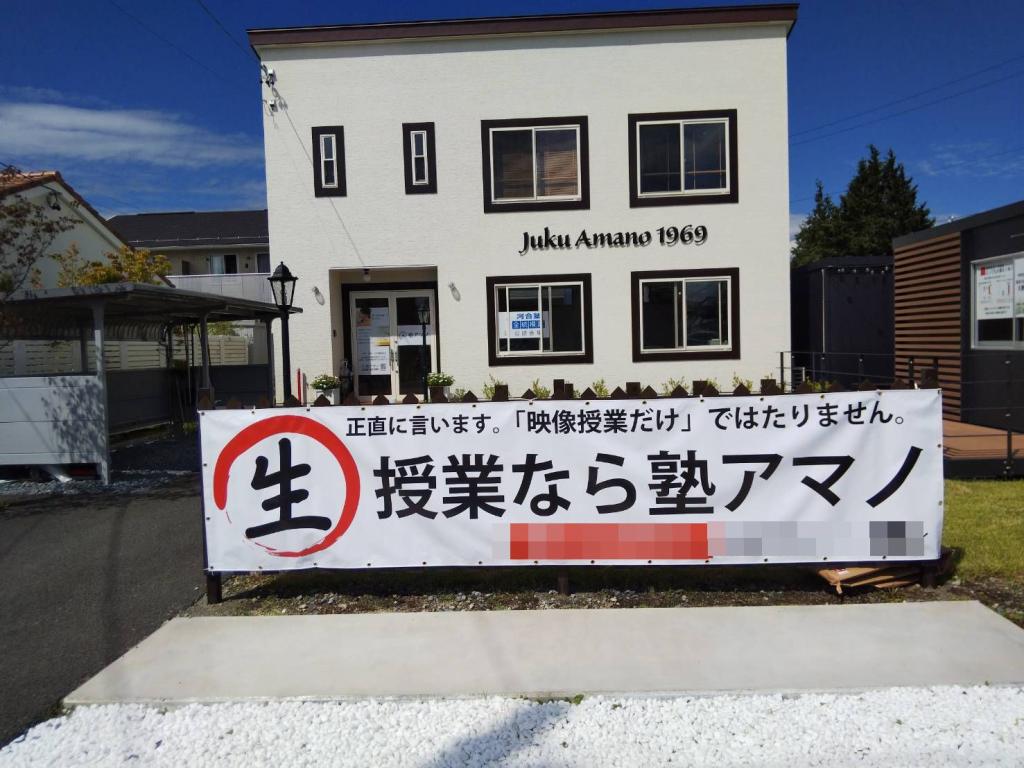 Juku Amano 1969
河合塾
正直に言います。「映像授業だけ」ではたりません。
生
授業なら塾アマノ